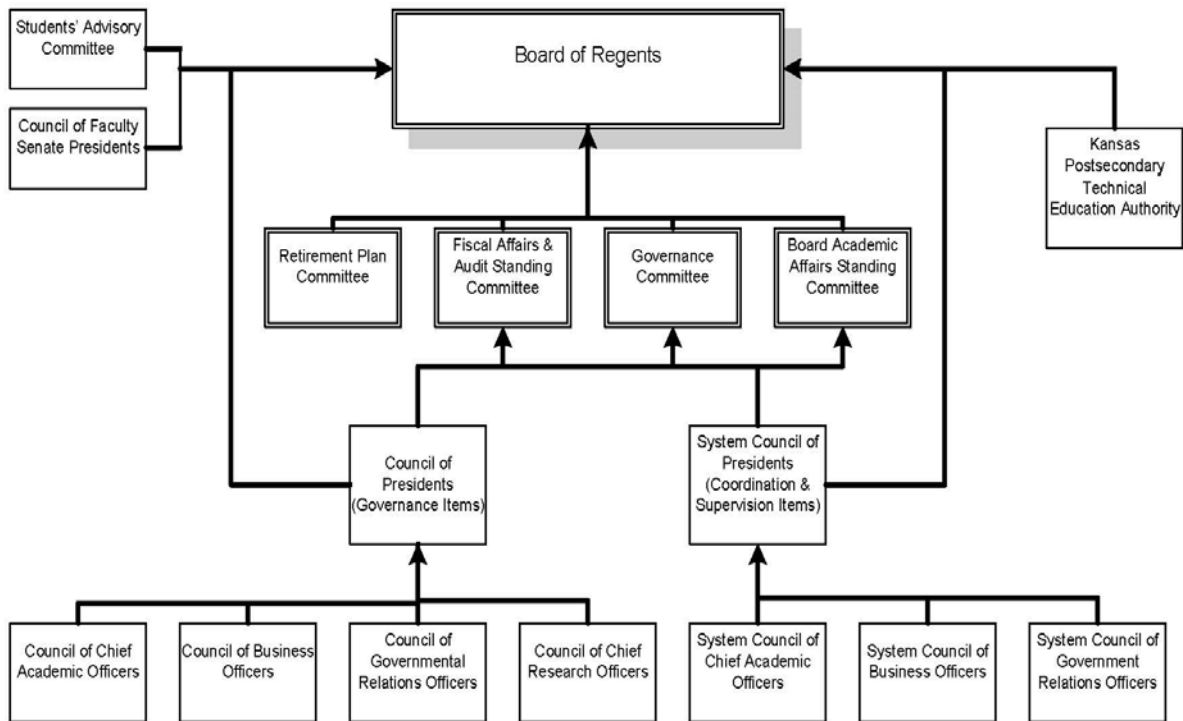 Students' Advisory
Committee
Board of Regents
Council of Faculty
Senate Presidents
Kansas
Postsecondary
Technical
Education Authority
Retirement Plan
Committee
Fiscal Affairs &
Audit Standing
Committee
Governance
Committee
Board Academic
Affairs Standing
Committee
Council of
Presidents
(Governance Items)
System Council of
Presidents
(Coordination &
Supervision Items)
Council of Chief
Academic Officers
Council of Business
Officers
Council of
Governmental
Relations Officers
Council of Chief
Research Officers
System Council of
Chief Academic
Officers
System Council of
Business Officers
System Council of
Government
Relations Officers